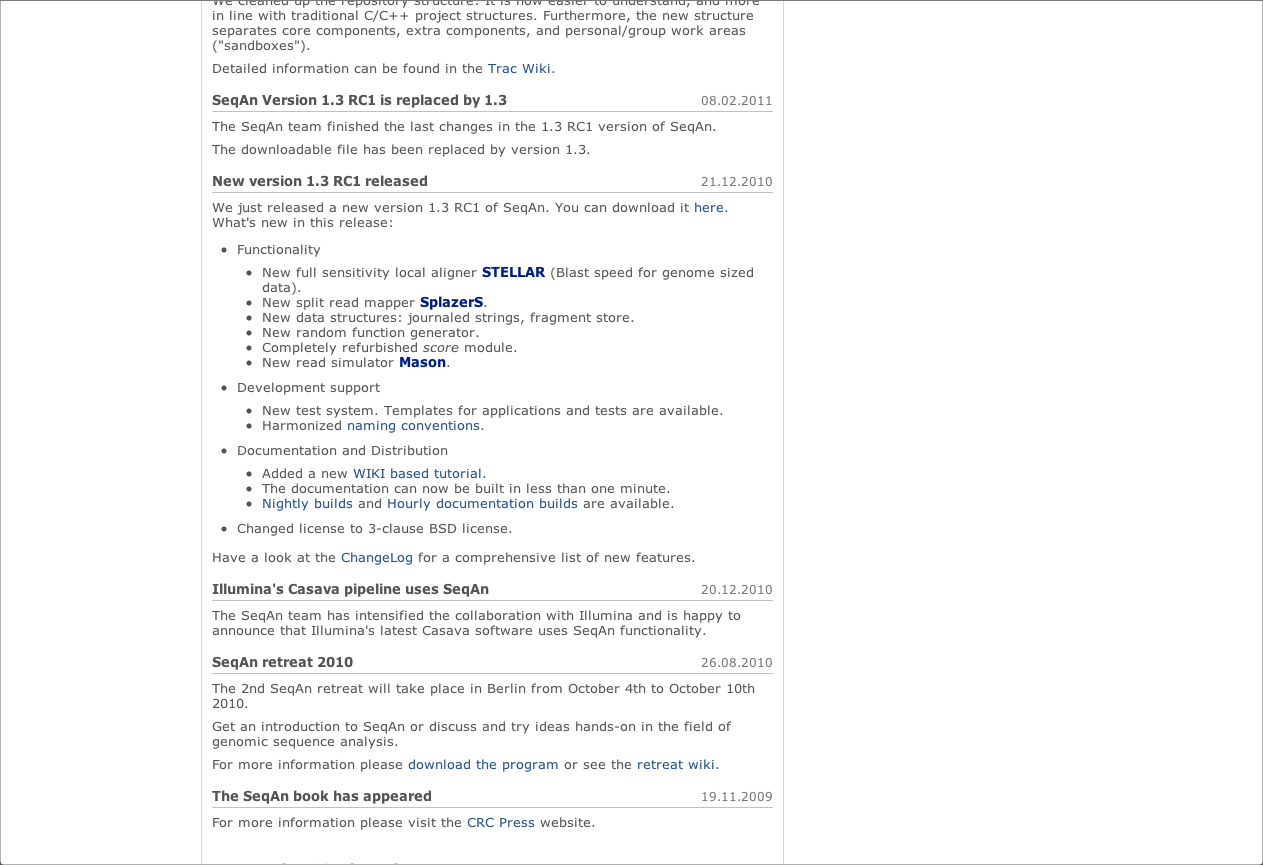 We cleaned up the repository structure. It is now easier to understand, and more
in line with traditional C/C++ project structures. Furthermore, the new structure
separates core components, extra components, and personal/group work areas
("sandboxes").
Detailed information can be found in the Trac Wiki.
SeqAn Version 1.3 RC1 is replaced by 1.3 08.02.2011
The SeqAn team finished the last changes in the 1.3 RC1 version of SeqAn.
The downloadable file has been replaced by version 1.3.
New version 1.3 RC1 released 21.12.2010
We just released a new version 1.3 RC1 of SeqAn. You can download it here.
What's new in this release:
Functionality
New full sensitivity local aligner STELLAR (Blast speed for genome sized
data).
New split read mapper SplazerS.
New data structures: journaled strings, fragment store.
New random function generator.
Completely refurbished score module.
New read simulator Mason.
Development support
New test system. Templates for applications and tests are available.
Harmonized naming conventions.
Documentation and Distribution
Added a new WIKI based tutorial.
The documentation can now be built in less than one minute.
Nightly builds and Hourly documentation builds are available.
Changed license to 3-clause BSD license.
Have a look at the ChangeLog for a comprehensive list of new features.
Illumina's Casava pipeline uses SeqAn 20.12.2010
The SeqAn team has intensified the collaboration with Illumina and is happy to
announce that Illumina's latest Casava software uses SeqAn functionality.
SeqAn retreat 2010 26.08.2010
The 2nd SeqAn retreat will take place in Berlin from October 4th to October 10th
2010.
Get an introduction to SeqAn or discuss and try ideas hands-on in the field of
genomic sequence analysis.
For more information please download the program or see the retreat wiki.
The SeqAn book has appeared 19.11.2009
For more information please visit the CRC Press website.